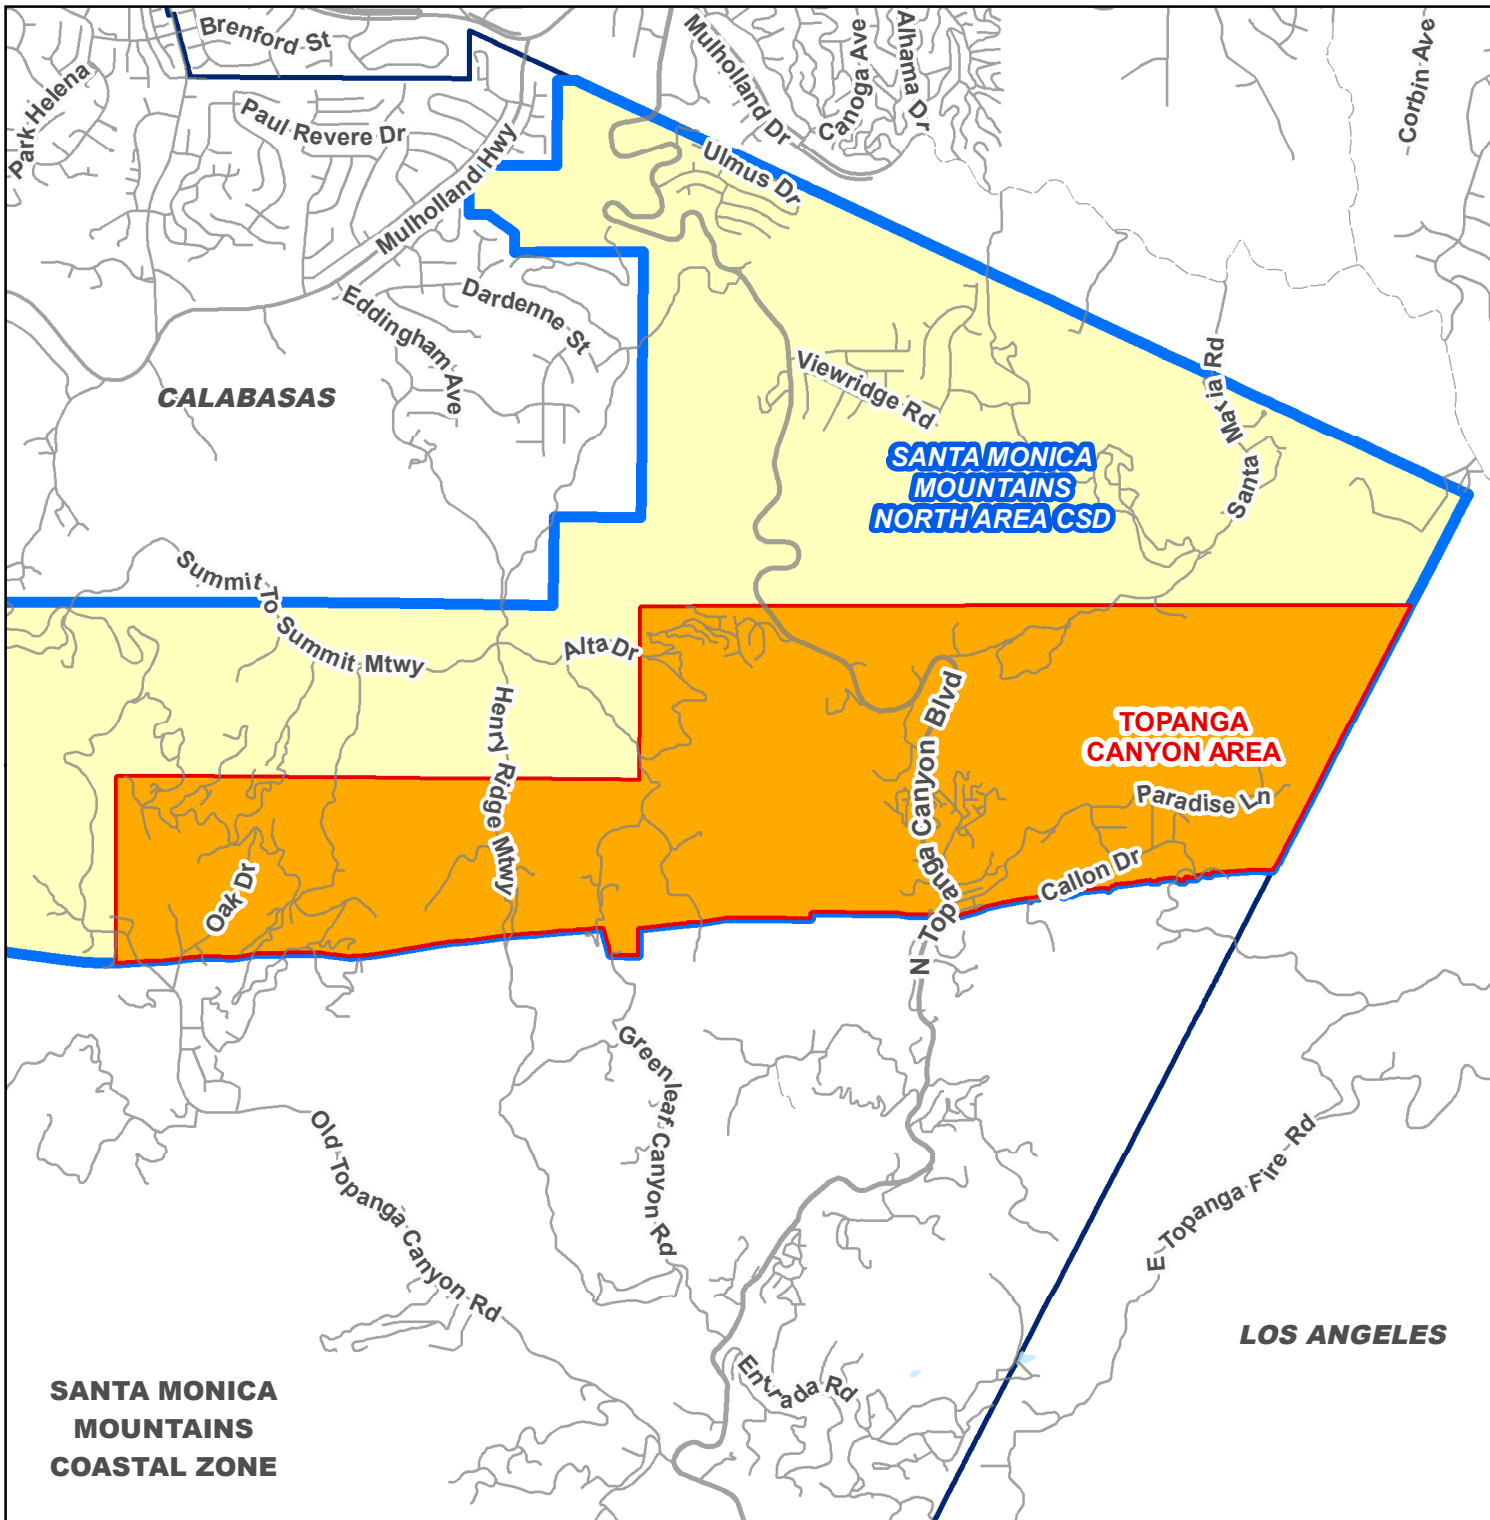 Brenford St
Mulholland Dr
Canoga Ave
Alhama Dr
Corbin Ave
Park Helena
Paul Revere Dr
Mulholland Hwy
Ulmus Dr
Dardenne St
Eddingham Ave
CALABASAS
Viewridge Rd
Santa Maria Rd
SANTA MONICA
MOUNTAINS
NORTH AREA CSD
Summit To Summit Mtwy
Alta Dr
Henry Ridge Mtwy
N Topanga Canyon Blvd
TOPANGA
CANYON AREA
Paradise Ln
Callon Dr
Oak Dr
Greenleaf Canyon Rd
Old Topanga Canyon Rd
E Topanga Fire Rd
Entrada Rd
LOS ANGELES
SANTA MONICA
MOUNTAINS
COASTAL ZONE